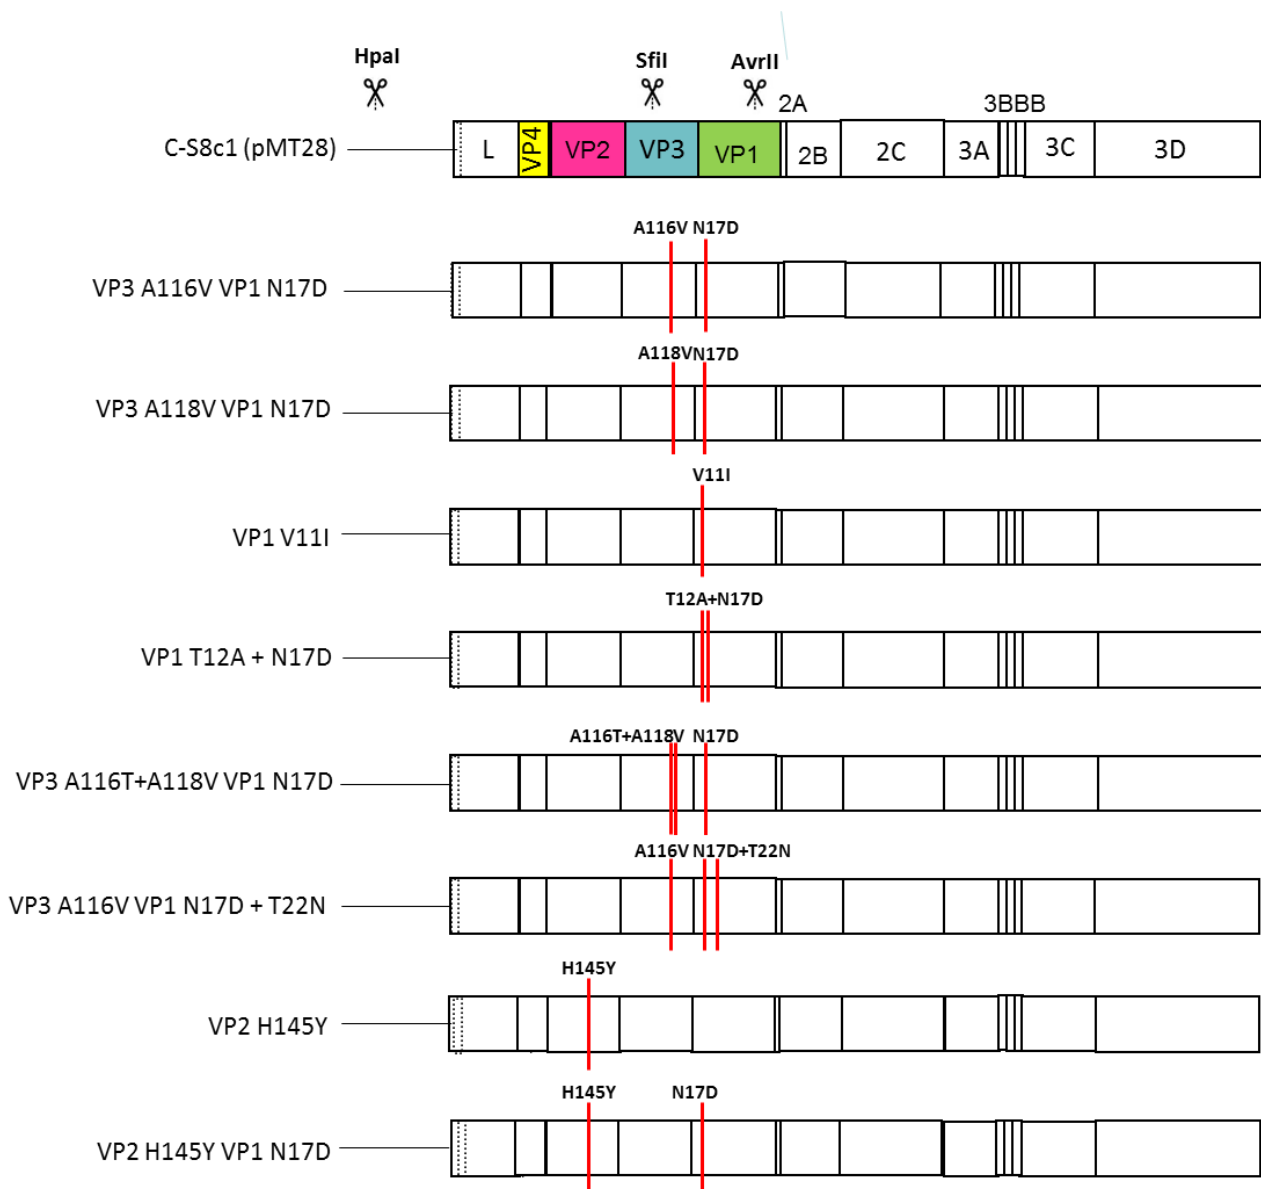 HpaI SfiI AvrII
2A 3BBB
C-S8c1 (pMT28) L VP4 VP2 VP3 VP1 2B 2C 3A 3C 3D
A116V N17D
VP3 A116V VP1 N17D
A118V N17D
VP3 A118V VP1 N17D
V11I
VP1 V11I
T12A+N17D
VP1 T12A + N17D
A116T+A118V N17D
VP3 A116T+A118V VP1 N17D
A116V N17D+T22N
VP3 A116V VP1 N17D + T22N
H145Y
VP2 H145Y
H145Y N17D
VP2 H145Y VP1 N17D